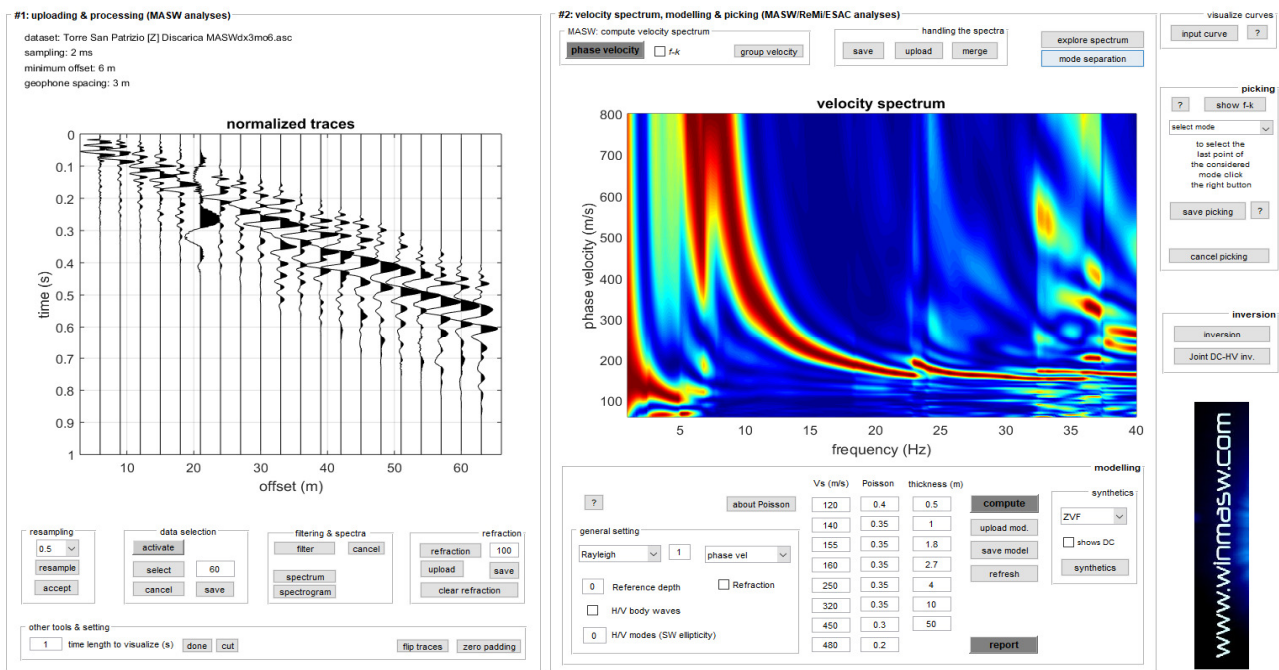 #1: uploading & processing (MASW analyses)
dataset: Torre San Patrizio [Z] Discarica MASWdx3mo6.asc
sampling: 2 ms
minimum offset: 6 m
geophone spacing: 3 m
normalized traces
0
0.1
0.2
0.3
0.4
0.5
0.6
0.7
0.8
0.9
1
time (s)
10 20 30 40 50 60
offset (m)
resampling
0.5
resample
accept
data selection
activate
select 60
cancel save
filtering & spectra
filter cancel
spectrum
spectrogram
refraction
refraction 100
upload save
clear refraction
other tools & setting
1 time length to visualize (s) done cut
flip traces zero padding
#2: velocity spectrum, modelling & picking (MASW/ReMi/ESAC analyses)
MASW: compute velocity spectrum
phase velocity f-k group velocity
handling the spectra
save upload merge
explore spectrum
mode separation
velocity spectrum
800
700
600
500
400
300
200
100
phase velocity (m/s)
5 10 15 20 25 30 35 40
frequency (Hz)
modelling
? about Poisson
general setting
Rayleigh 1 phase vel
0 Reference depth Refraction
H/V body waves
0 H/V modes (SW ellipticity)
Vs (m/s) Poisson thickness (m)
120 0.4 0.5
140 0.35 1
155 0.35 1.8
160 0.35 2.7
250 0.35 4
320 0.35 10
450 0.3 50
480 0.2
compute
upload mod.
save model
refresh
report
synthetics
ZVF
shows DC
synthetics
visualize curves
input curve ?
picking
? show f-k
select mode
to select the
last point of
the considered
mode click
the right button
save picking ?
cancel picking
inversion
inversion
Joint DC-HV inv.
www.winmasw.com